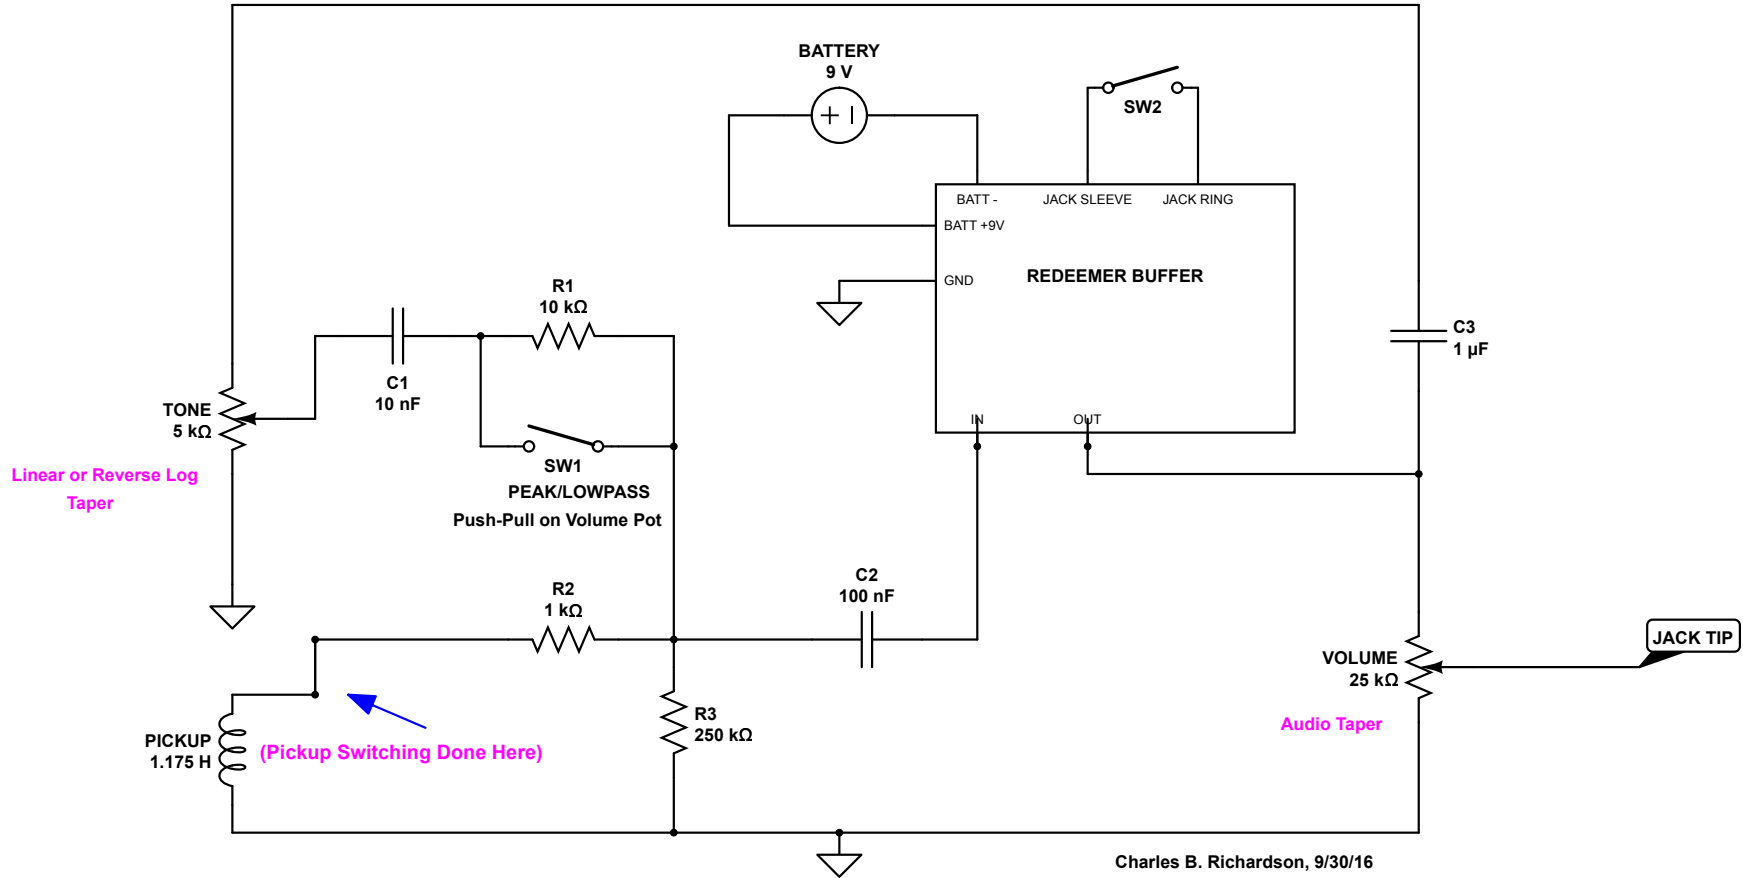 BATTERY
9 V
SW2
BATT -
JACK SLEEVE
JACK RING
BATT +9V
REDEEMER BUFFER
GND
IN
OUT
R1
10 kΩ
C1
10 nF
TONE
5 kΩ
Linear or Reverse Log
Taper
SW1
PEAK/LOWPASS
Push-Pull on Volume Pot
C3
1 µF
R2
1 kΩ
C2
100 nF
VOLUME
25 kΩ
JACK TIP
Audio Taper
PICKUP
1.175 H
(Pickup Switching Done Here)
R3
250 kΩ
Charles B. Richardson, 9/30/16